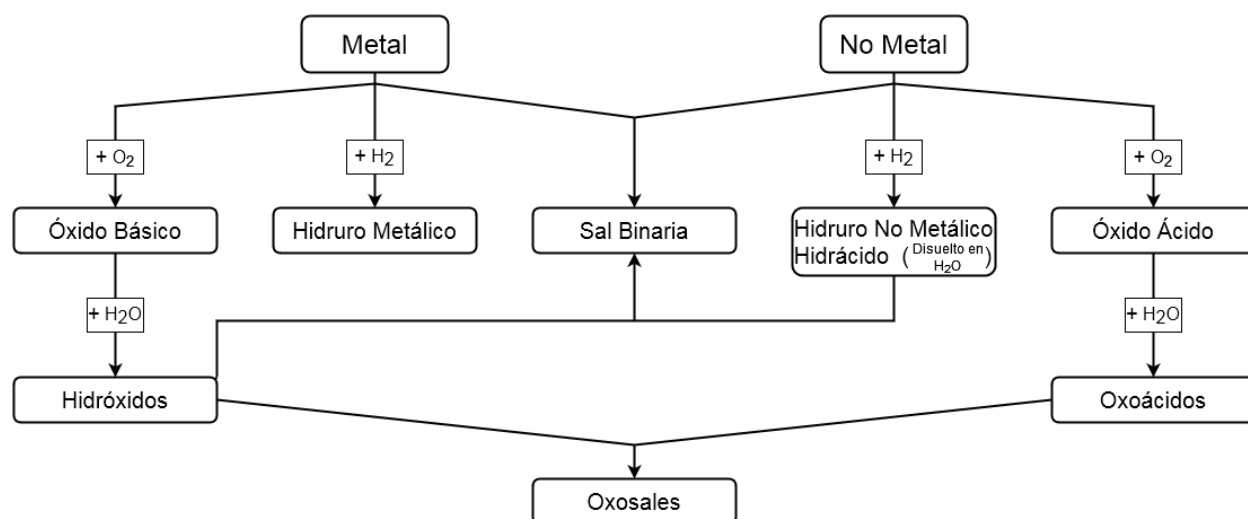 Metal
No Metal
+ O₂
+ H₂
+ H₂
+ O₂
Óxido Básico
Hidruro Metálico
Sal Binaria
Hidruro No Metálico
Hidrácido (Disuelto en H₂O)
Óxido Ácido
+ H₂O
+ H₂O
Hidróxidos
Oxoácidos
Oxosales